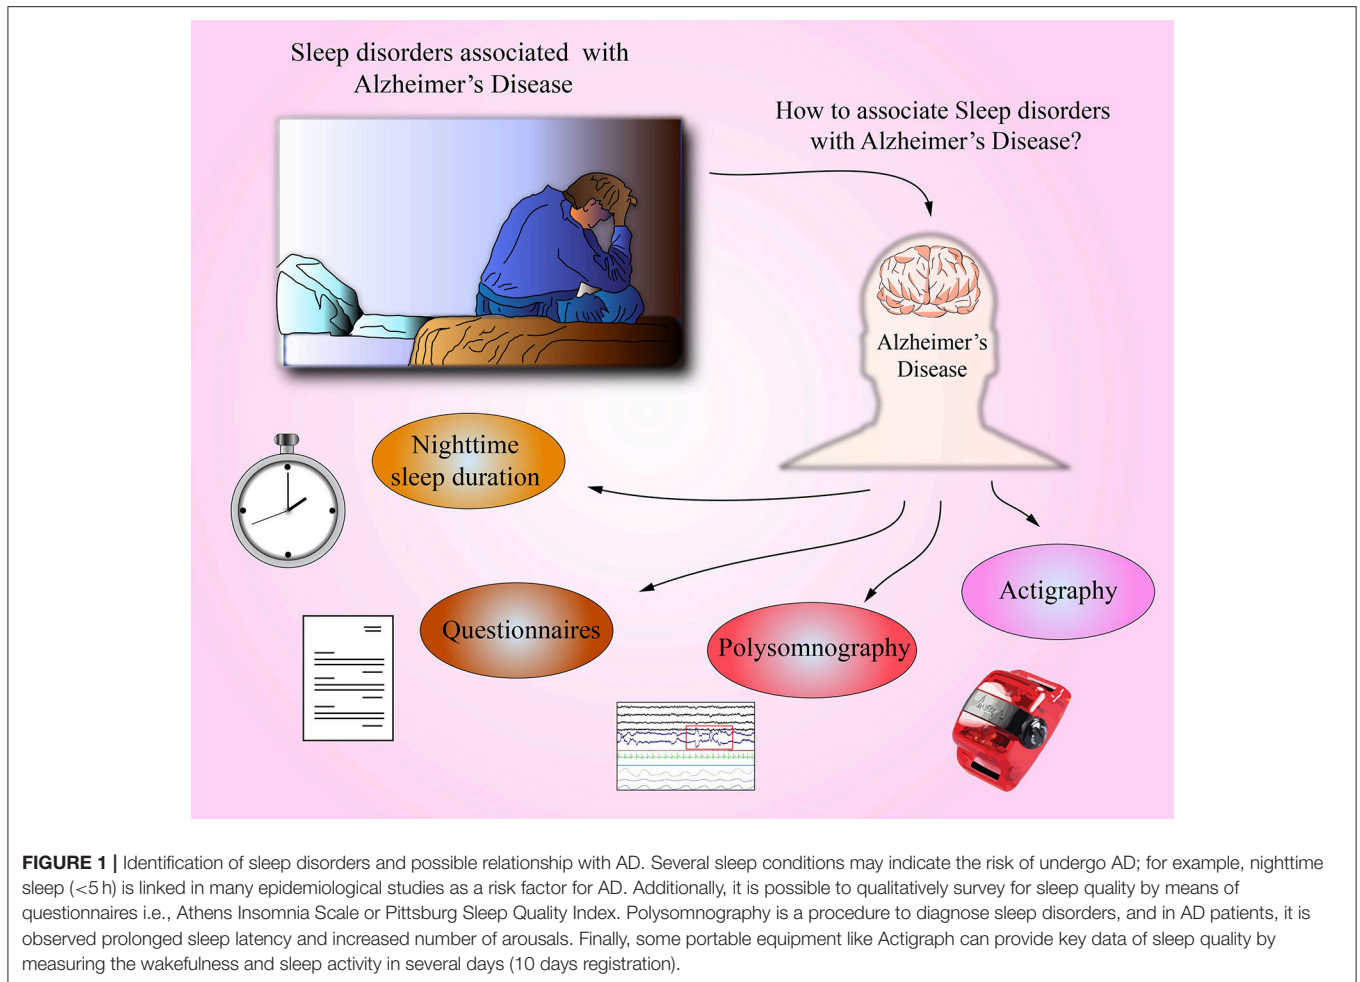 Sleep disorders associated with
Alzheimer's Disease
How to associate Sleep disorders
with Alzheimer's Disease?
Alzheimer's
Disease
Nighttime
sleep duration
Questionnaires
Polysomnography
Actigraphy
FIGURE 1 | Identification of sleep disorders and possible relationship with AD. Several sleep conditions may indicate the risk of undergo AD; for example, nighttime
sleep (<5 h) is linked in many epidemiological studies as a risk factor for AD. Additionally, it is possible to qualitatively survey for sleep quality by means of
questionnaires i.e., Athens Insomnia Scale or Pittsburg Sleep Quality Index. Polysomnography is a procedure to diagnose sleep disorders, and in AD patients, it is
observed prolonged sleep latency and increased number of arousals. Finally, some portable equipment like Actigraph can provide key data of sleep quality by
measuring the wakefulness and sleep activity in several days (10 days registration).